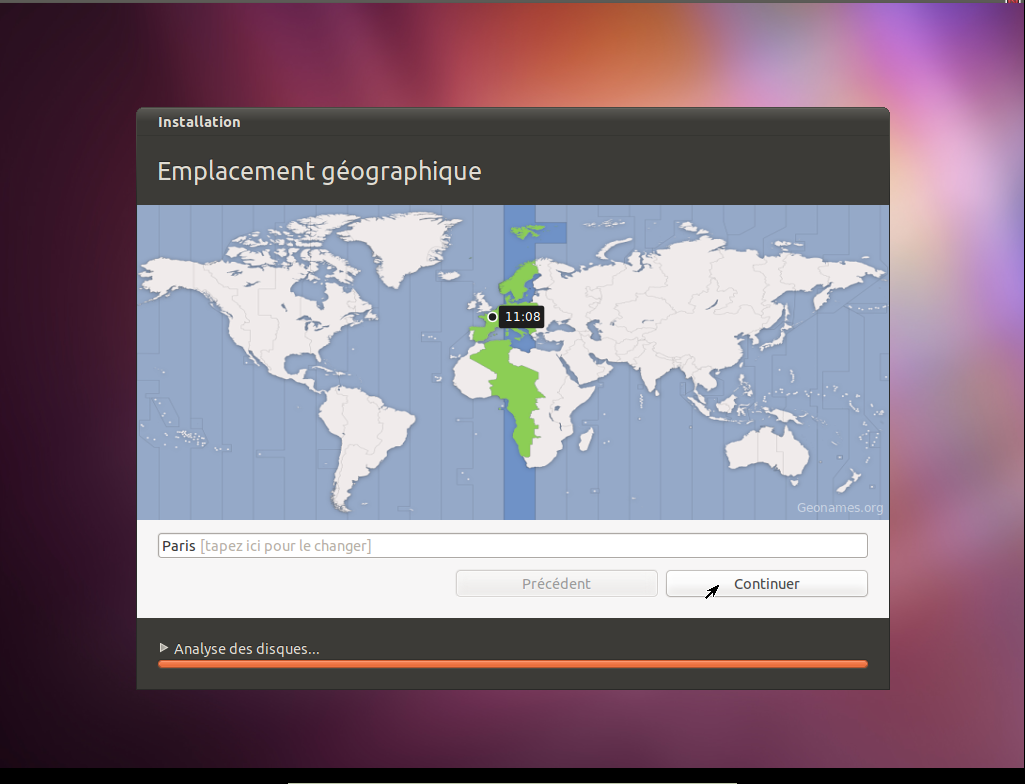 Installation
Emplacement géographique
11:08
Geonames.org
Paris [tapez ici pour le changer]
Précédent
Continuer
Analyse des disques...